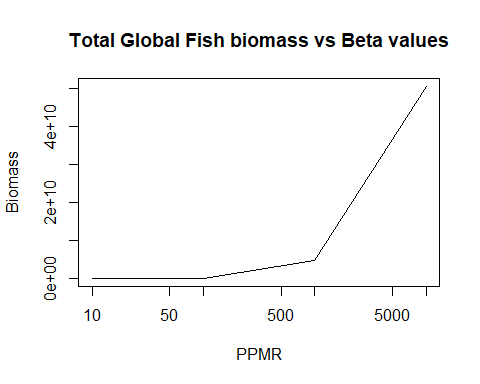 Total Global Fish biomass vs Beta values
Biomass
4e+10
2e+10
0e+00
10 50 500 5000
PPMR